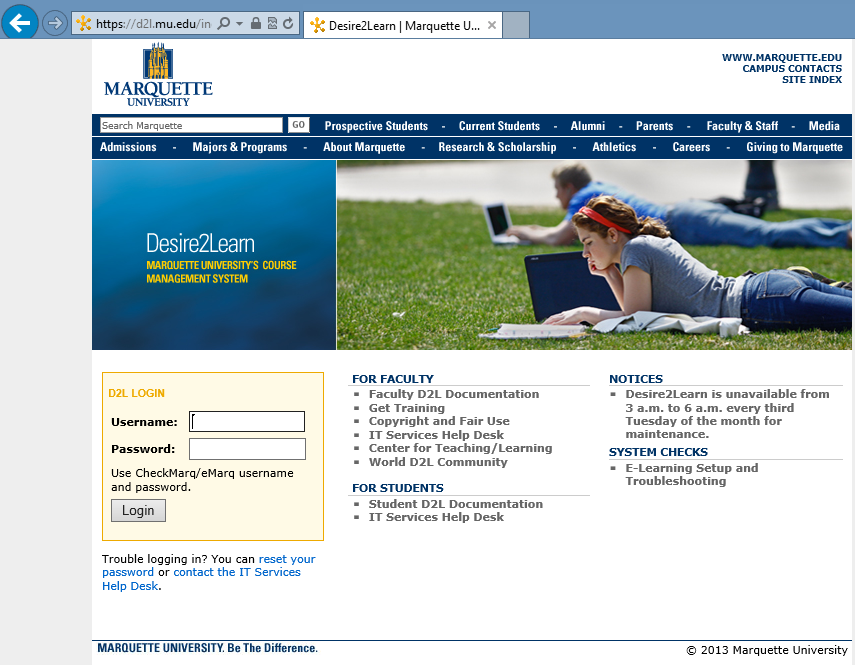 https://d2l.mu.edu/in
Desire2Learn | Marquette U...
MARQUETTE
UNIVERSITY
WWW.MARQUETTE.EDU
CAMPUS CONTACTS
SITE INDEX
Search Marquette GO Prospective Students - Current Students - Alumni - Parents - Faculty & Staff - Media
Admissions - Majors & Programs - About Marquette - Research & Scholarship - Athletics - Careers - Giving to Marquette
Desire2Learn
MARQUETTE UNIVERSITY'S COURSE
MANAGEMENT SYSTEM
D2L LOGIN
Username:
Password:
Use CheckMarq/eMarq username
and password.
Login
Trouble logging in? You can reset your
password or contact the IT Services
Help Desk.
FOR FACULTY
Faculty D2L Documentation
Get Training
Copyright and Fair Use
IT Services Help Desk
Center for Teaching/Learning
World D2L Community
FOR STUDENTS
Student D2L Documentation
IT Services Help Desk
NOTICES
Desire2Learn is unavailable from
3 a.m. to 6 a.m. every third
Tuesday of the month for
maintenance.
SYSTEM CHECKS
E-Learning Setup and
Troubleshooting
MARQUETTE UNIVERSITY. Be The Difference.
© 2013 Marquette University